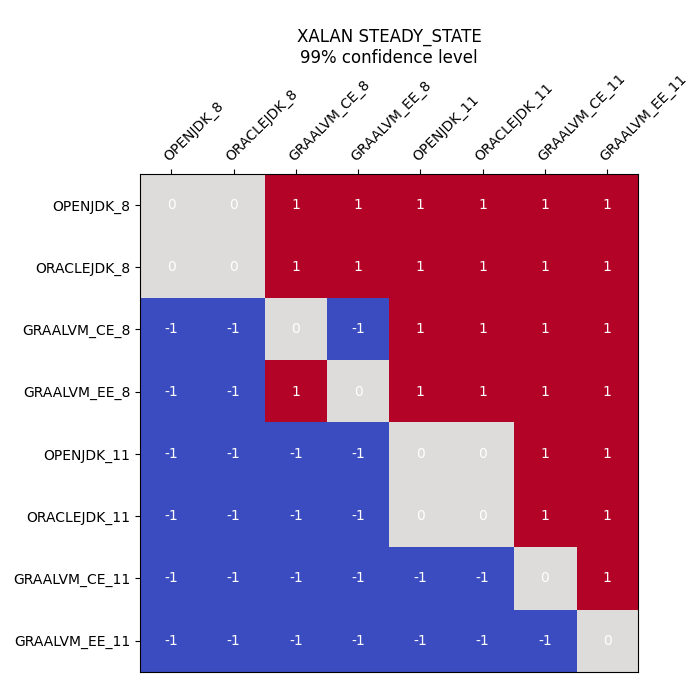 XALAN STEADY_STATE
99% confidence level
OPENJDK_8 ORACLEJDK_8 GRAALVM_CE_8 GRAALVM_EE_8 OPENJDK_11 ORACLEJDK_11 GRAALVM_CE_11 GRAALVM_EE_11
OPENJDK_8 0 0 1 1 1 1 1 1
ORACLEJDK_8 0 0 1 1 1 1 1 1
GRAALVM_CE_8 -1 -1 0 -1 1 1 1 1
GRAALVM_EE_8 -1 -1 1 0 1 1 1 1
OPENJDK_11 -1 -1 -1 -1 0 0 1 1
ORACLEJDK_11 -1 -1 -1 -1 0 0 1 1
GRAALVM_CE_11 -1 -1 -1 -1 -1 -1 0 1
GRAALVM_EE_11 -1 -1 -1 -1 -1 -1 -1 0